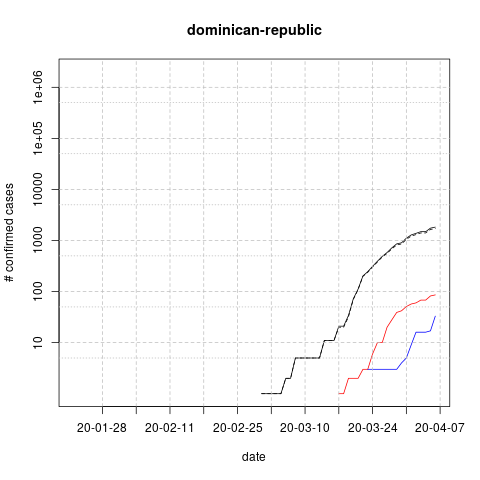 dominican-republic
# confirmed cases
1e+06
1e+05
10000
1000
100
10
20-01-28 20-02-11 20-02-25 20-03-10 20-03-24 20-04-07
date